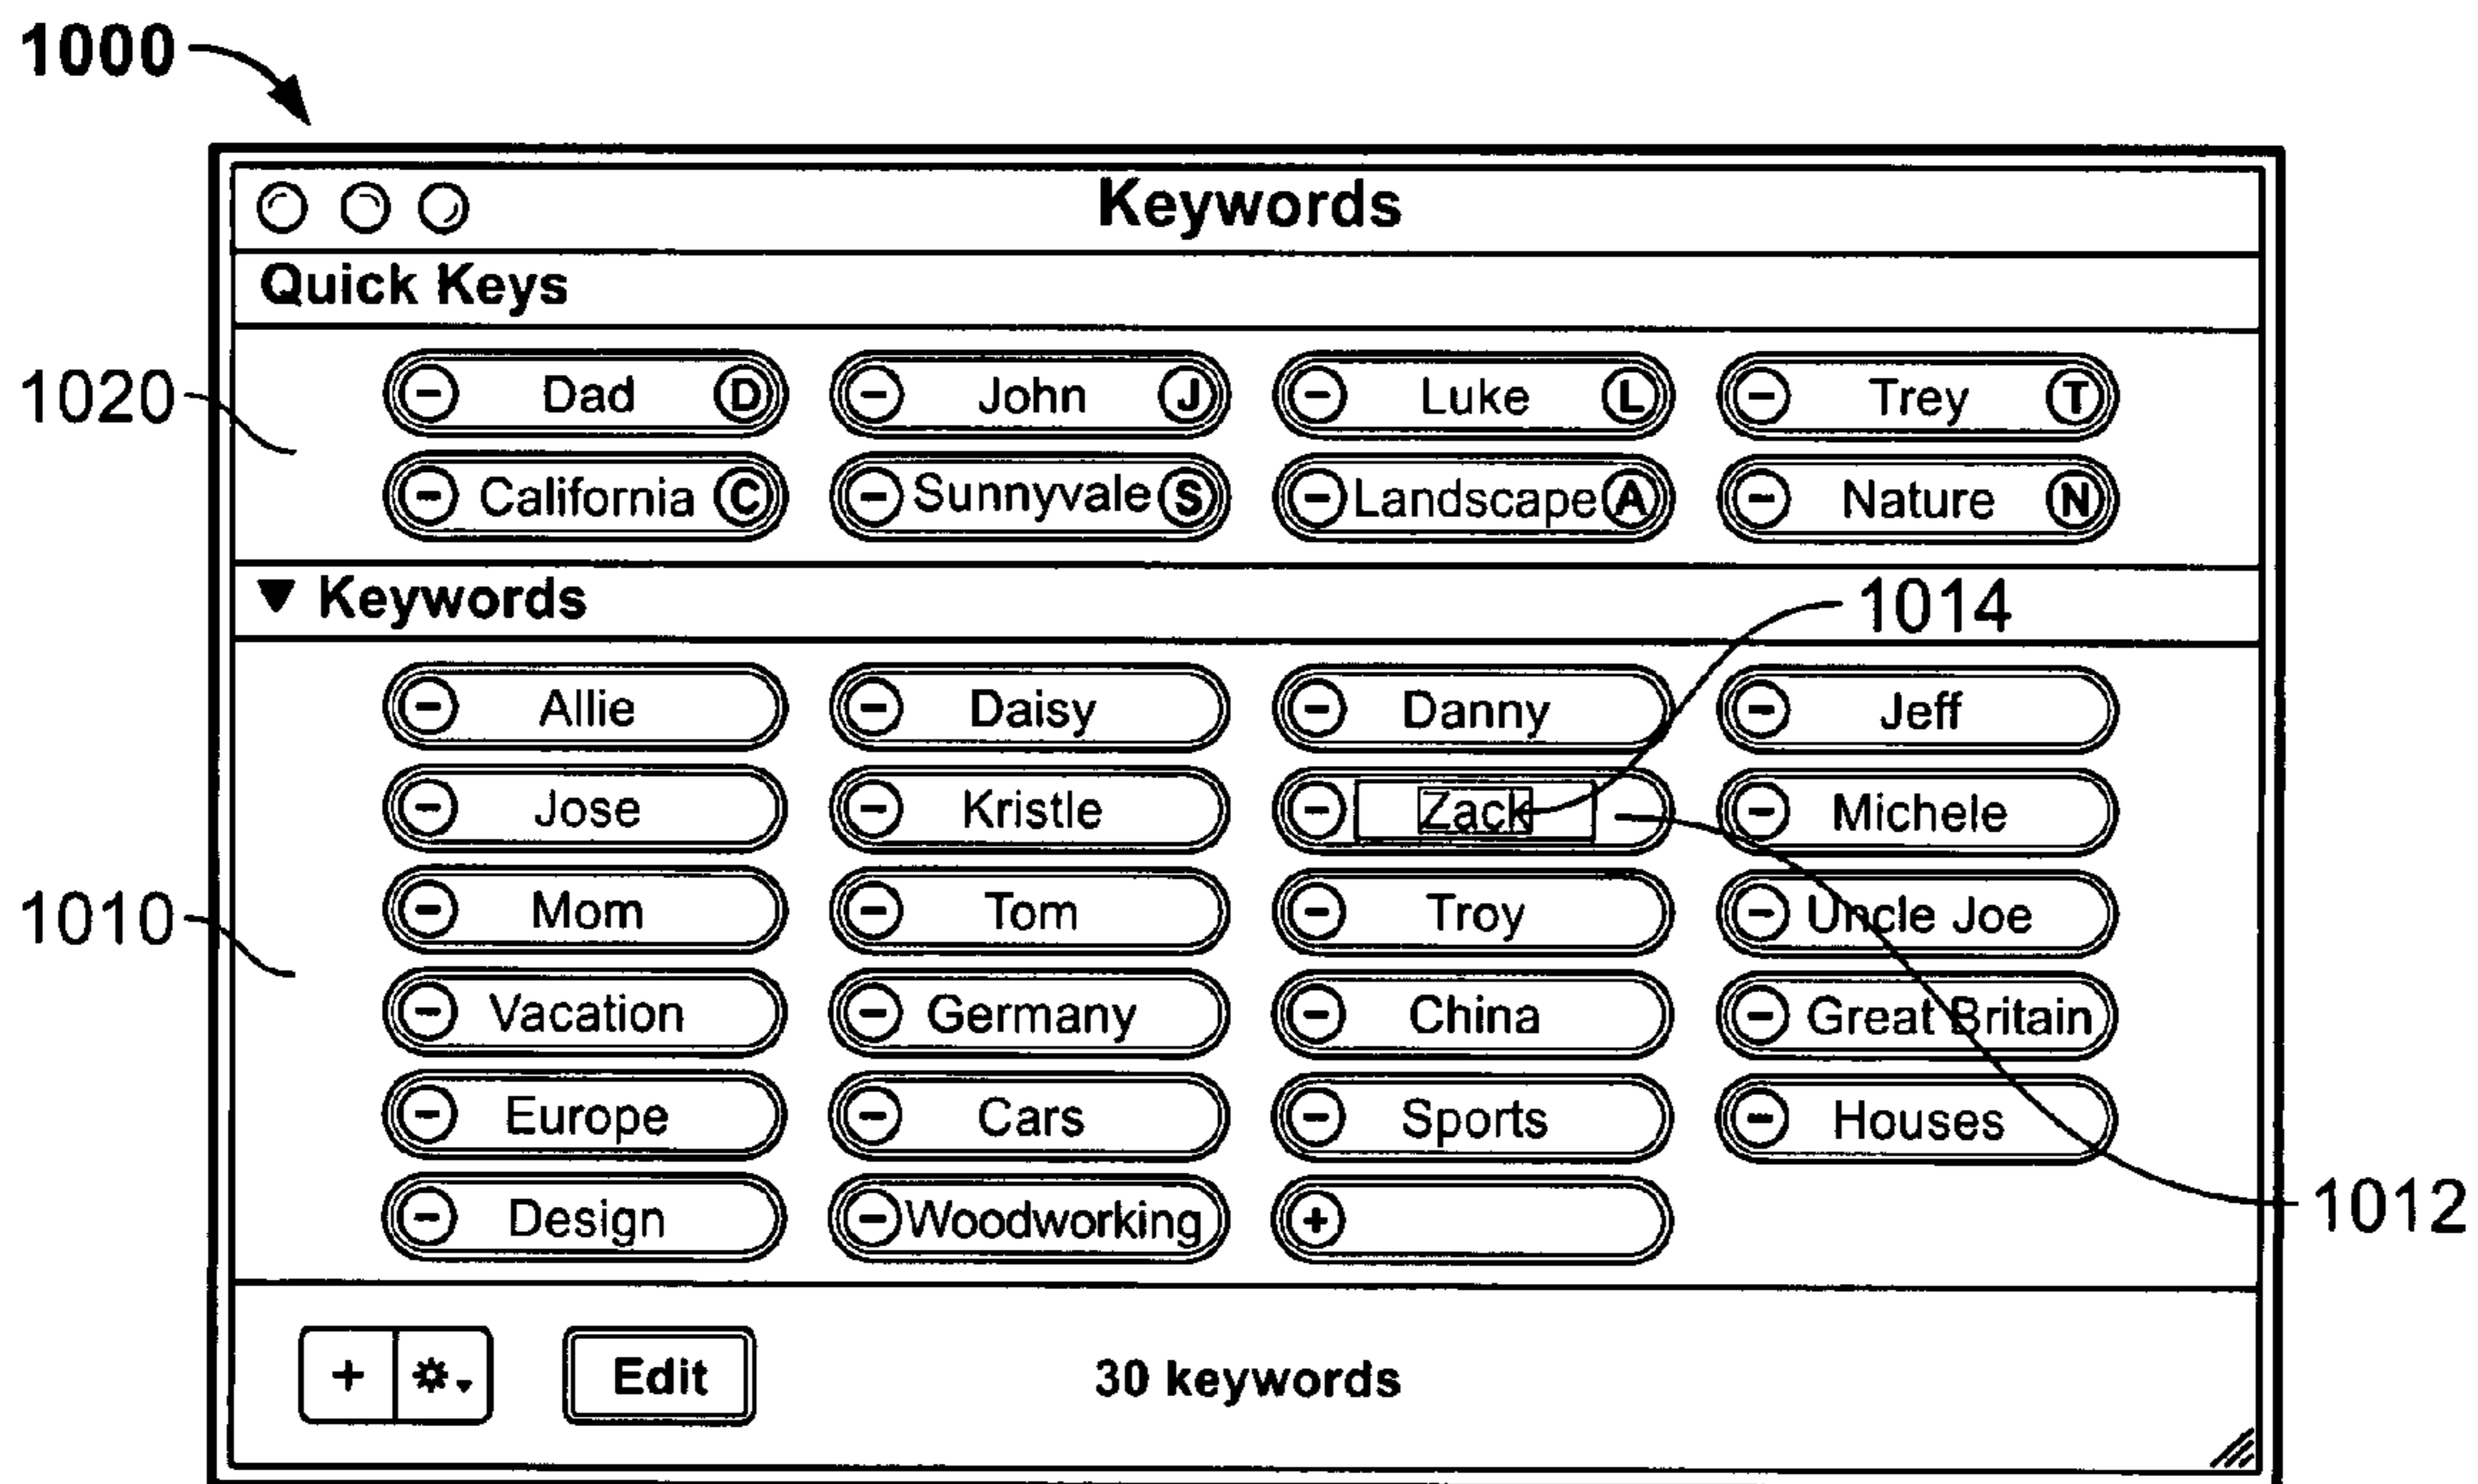 1000
Keywords
Quick Keys
1020
− Dad D − John J − Luke L − Trey T
− California C − Sunnyvale S − Landscape A − Nature N
▼ Keywords
1014
− Allie − Daisy − Danny − Jeff
− Jose − Kristle − Zack − Michele
1010
− Mom − Tom − Troy − Uncle Joe
− Vacation − Germany − China − Great Britain
− Europe − Cars − Sports − Houses
− Design − Woodworking +
1012
+ Edit 30 keywords